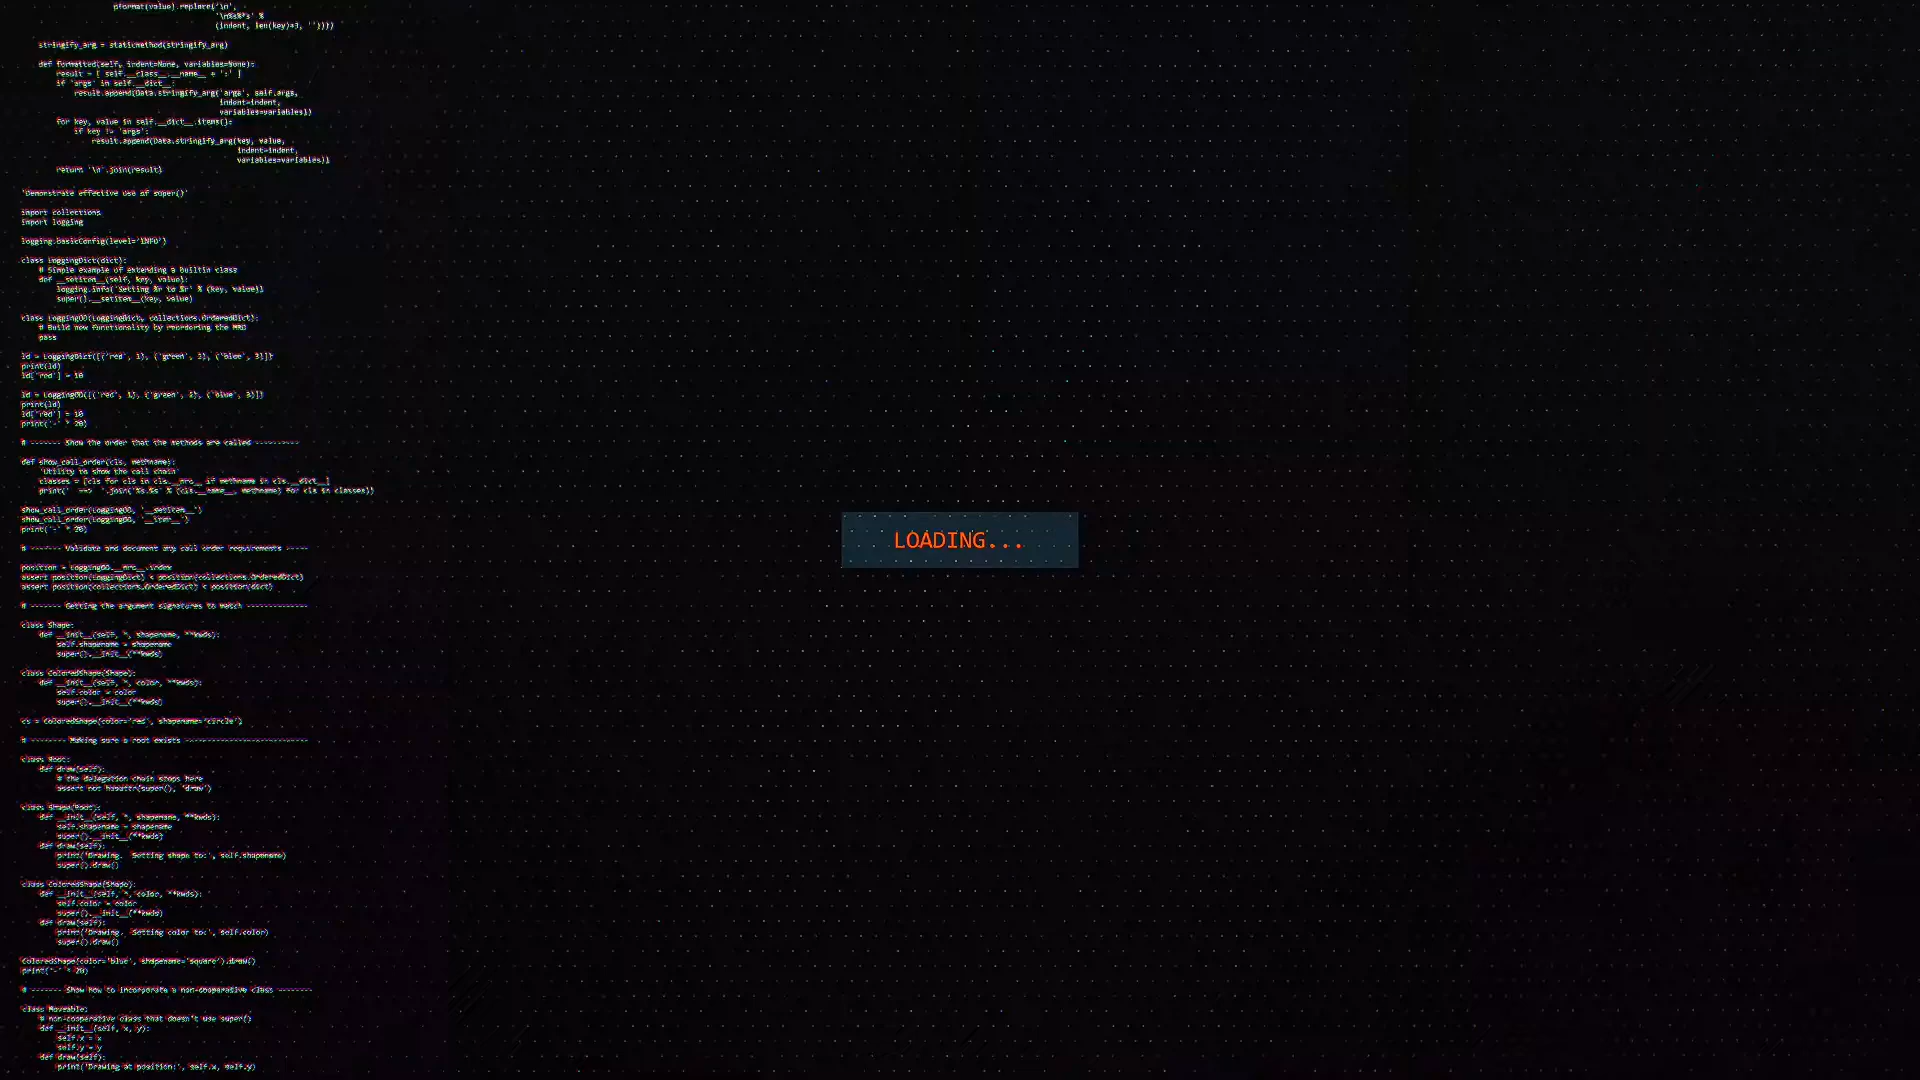 pformat(value).replace('\n',
'\n%s%*s' %
(indent, len(key)+3, ''))))
stringify_arg = staticmethod(stringify_arg)
def formatted(self, indent=None, variables=None):
result = [ self.__class__.__name__ + ':' ]
if 'args' in self.__dict__:
result.append(Data.stringify_arg('args', self.args,
indent=indent,
variables=variables))
for key, value in self.__dict__.items():
if key != 'args':
result.append(Data.stringify_arg(key, value,
indent=indent,
variables=variables))
return '\n'.join(result)
'Demonstrate effective use of super()'
import collections
import logging
logging.basicConfig(level='INFO')
class LoggingDict(dict):
# Simple example of extending a builtin class
def __setitem__(self, key, value):
logging.info('Setting %r to %r' % (key, value))
super().__setitem__(key, value)
class LoggingOD(LoggingDict, collections.OrderedDict):
# Build new functionality by reordering the MRO
pass
ld = LoggingDict([('red', 1), ('green', 2), ('blue', 3)])
print(ld)
ld['red'] = 10
ld = LoggingOD([('red', 1), ('green', 2), ('blue', 3)])
print(ld)
ld['red'] = 10
print('-' * 20)
# ------- Show the order that the methods are called ----------
def show_call_order(cls, methname):
'Utility to show the call chain'
classes = [cls for cls in cls.__mro__ if methname in cls.__dict__]
print('  ==>  '.join('%s.%s' % (cls.__name__, methname) for cls in classes))
show_call_order(LoggingOD, '__setitem__')
show_call_order(LoggingOD, '__iter__')
print('-' * 20)
# ------- Validate and document any call order requirements -----
position = LoggingOD.__mro__.index
assert position(LoggingDict) < position(collections.OrderedDict)
assert position(collections.OrderedDict) < position(dict)
# ------- Getting the argument signatures to match --------------
class Shape:
def __init__(self, *, shapename, **kwds):
self.shapename = shapename
super().__init__(**kwds)
class ColoredShape(Shape):
def __init__(self, *, color, **kwds):
self.color = color
super().__init__(**kwds)
cs = ColoredShape(color='red', shapename='circle')
# -------- Making sure a root exists ----------------------------
class Root:
def draw(self):
# the delegation chain stops here
assert not hasattr(super(), 'draw')
class Shape(Root):
def __init__(self, *, shapename, **kwds):
self.shapename = shapename
super().__init__(**kwds)
def draw(self):
print('Drawing.  Setting shape to:', self.shapename)
super().draw()
class ColoredShape(Shape):
def __init__(self, *, color, **kwds):
self.color = color
super().__init__(**kwds)
def draw(self):
print('Drawing.  Setting color to:', self.color)
super().draw()
ColoredShape(color='blue', shapename='square').draw()
print('-' * 20)
# ------- Show how to incorporate a non-cooperative class --------
class Moveable:
# non-cooperative class that doesn't use super()
def __init__(self, x, y):
self.x = x
self.y = y
def draw(self):
print('Drawing at position:', self.x, self.y)
LOADING...